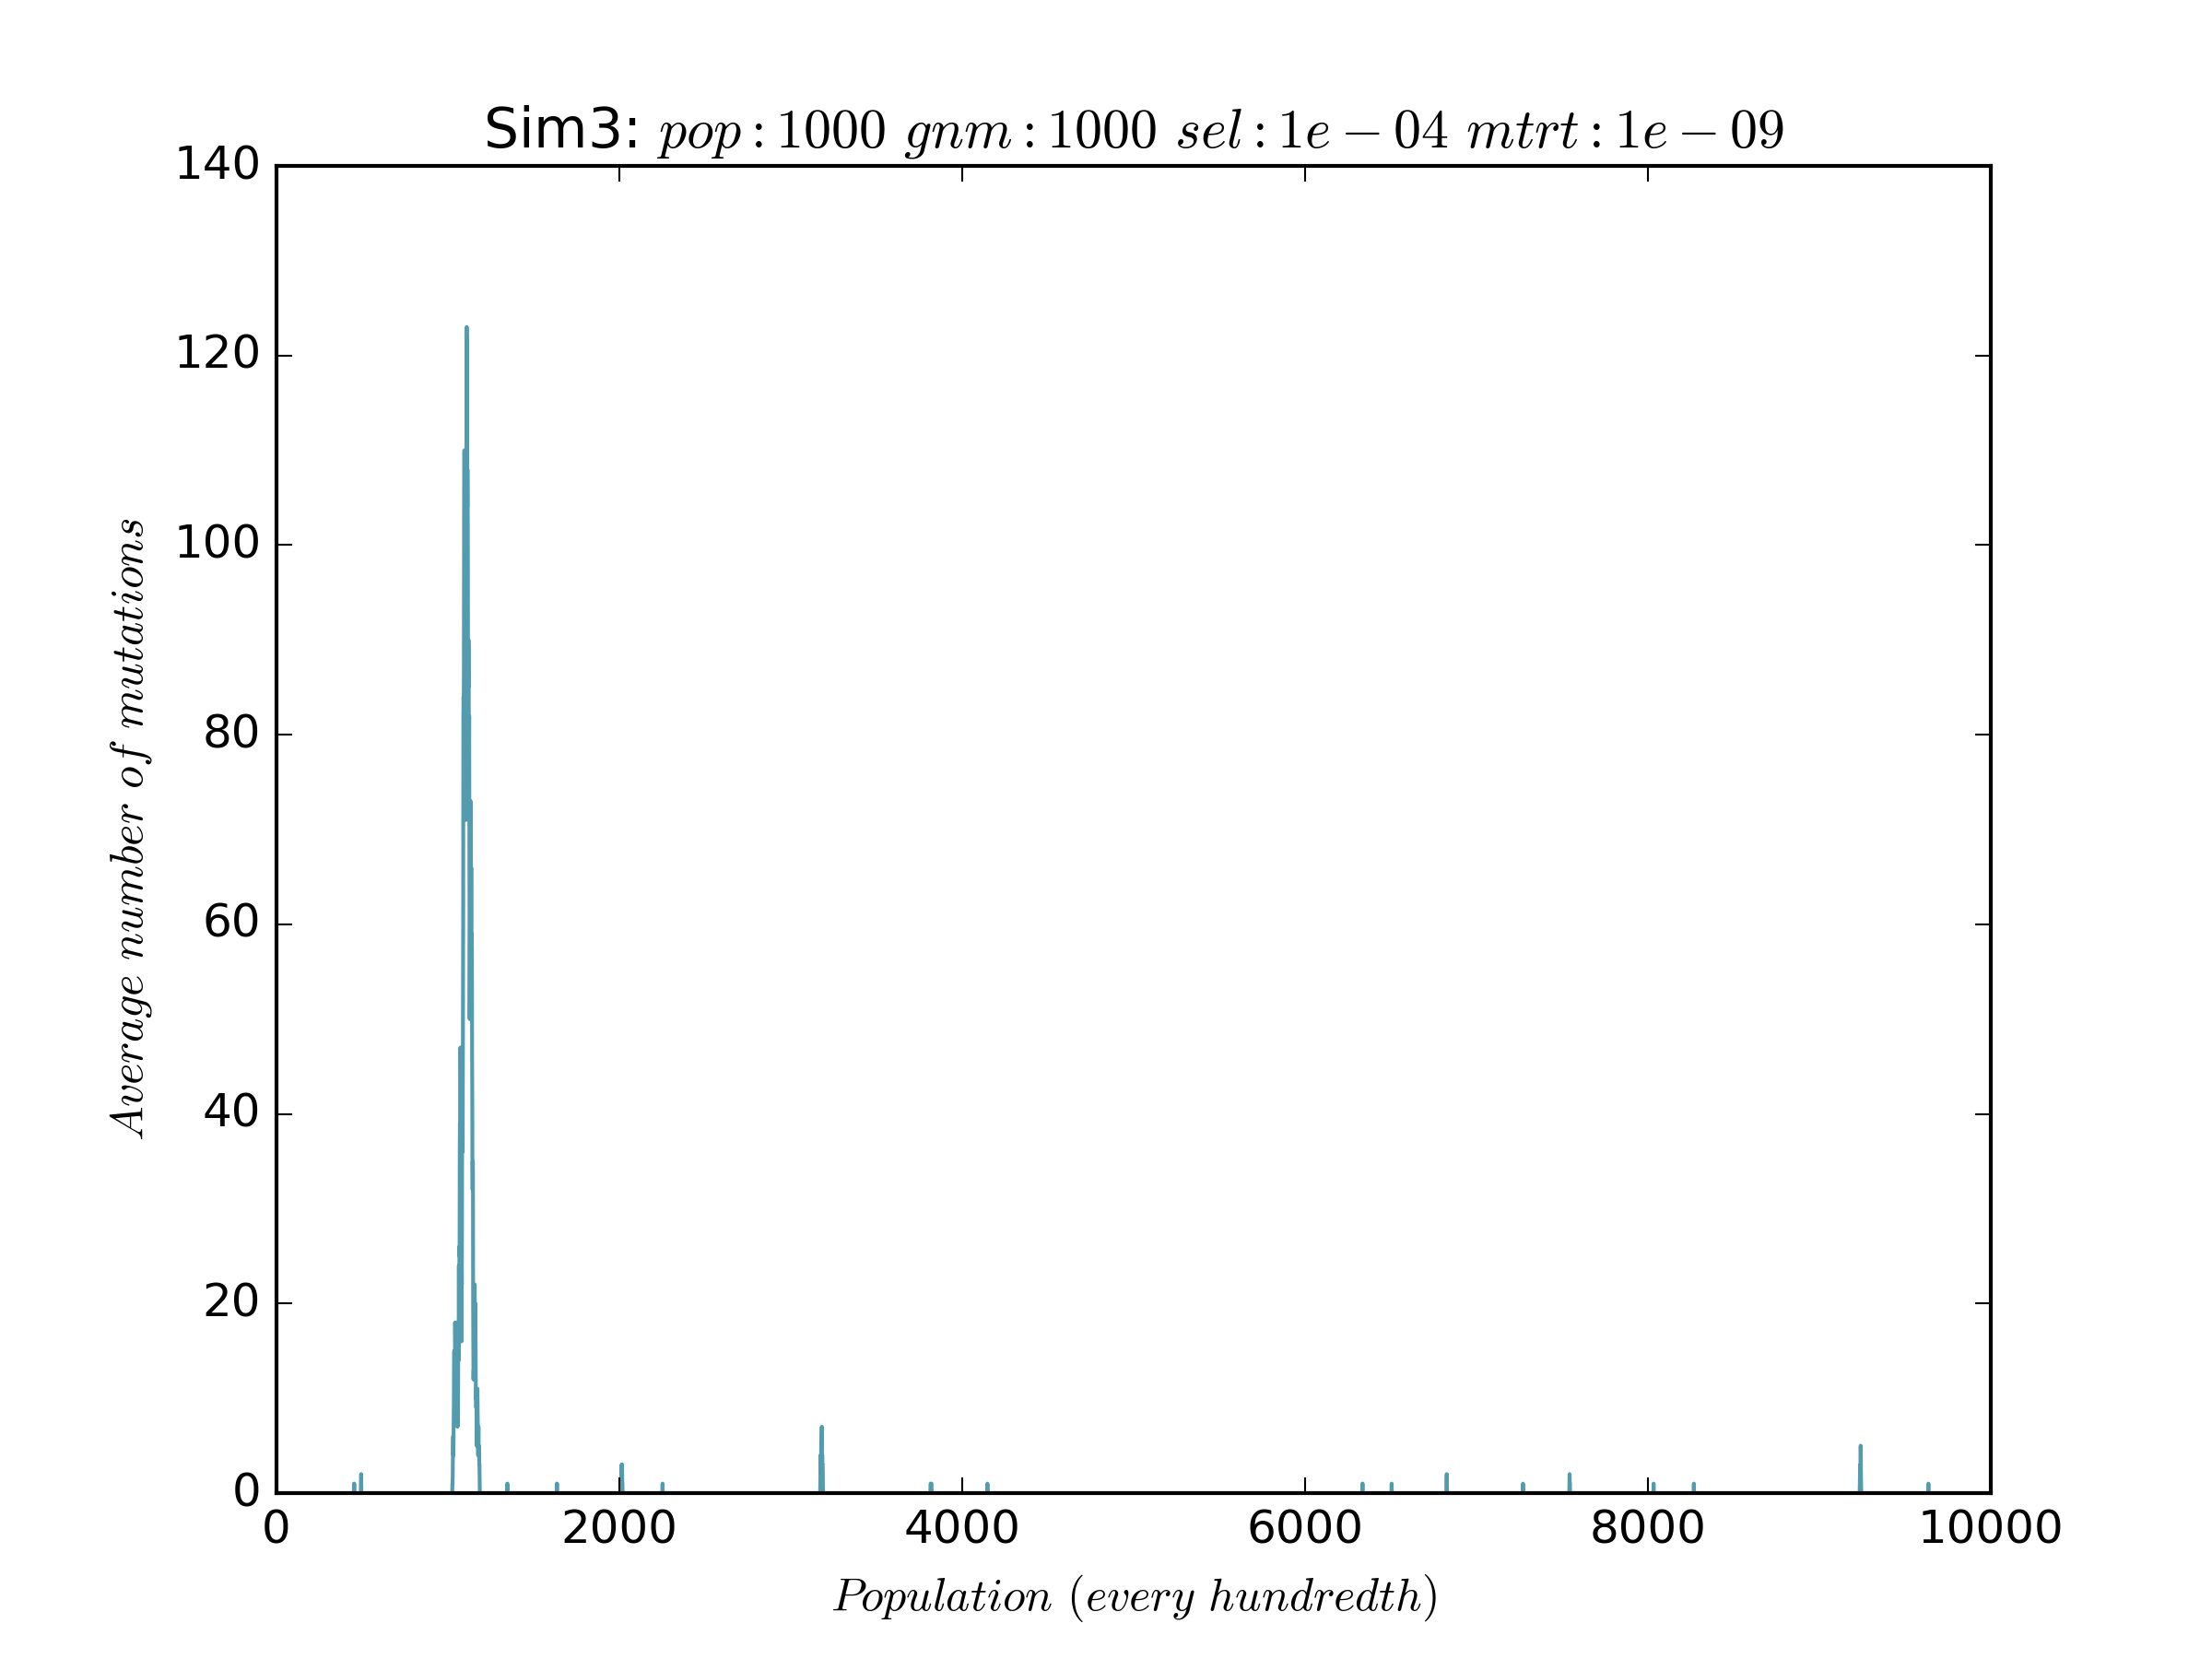 Sim3: pop : 1000 gnm : 1000 sel : 1e − 04 mtrt : 1e − 09
140
120
100
80
60
40
20
0
Average number of mutations
0 2000 4000 6000 8000 10000
Population (every hundredth)